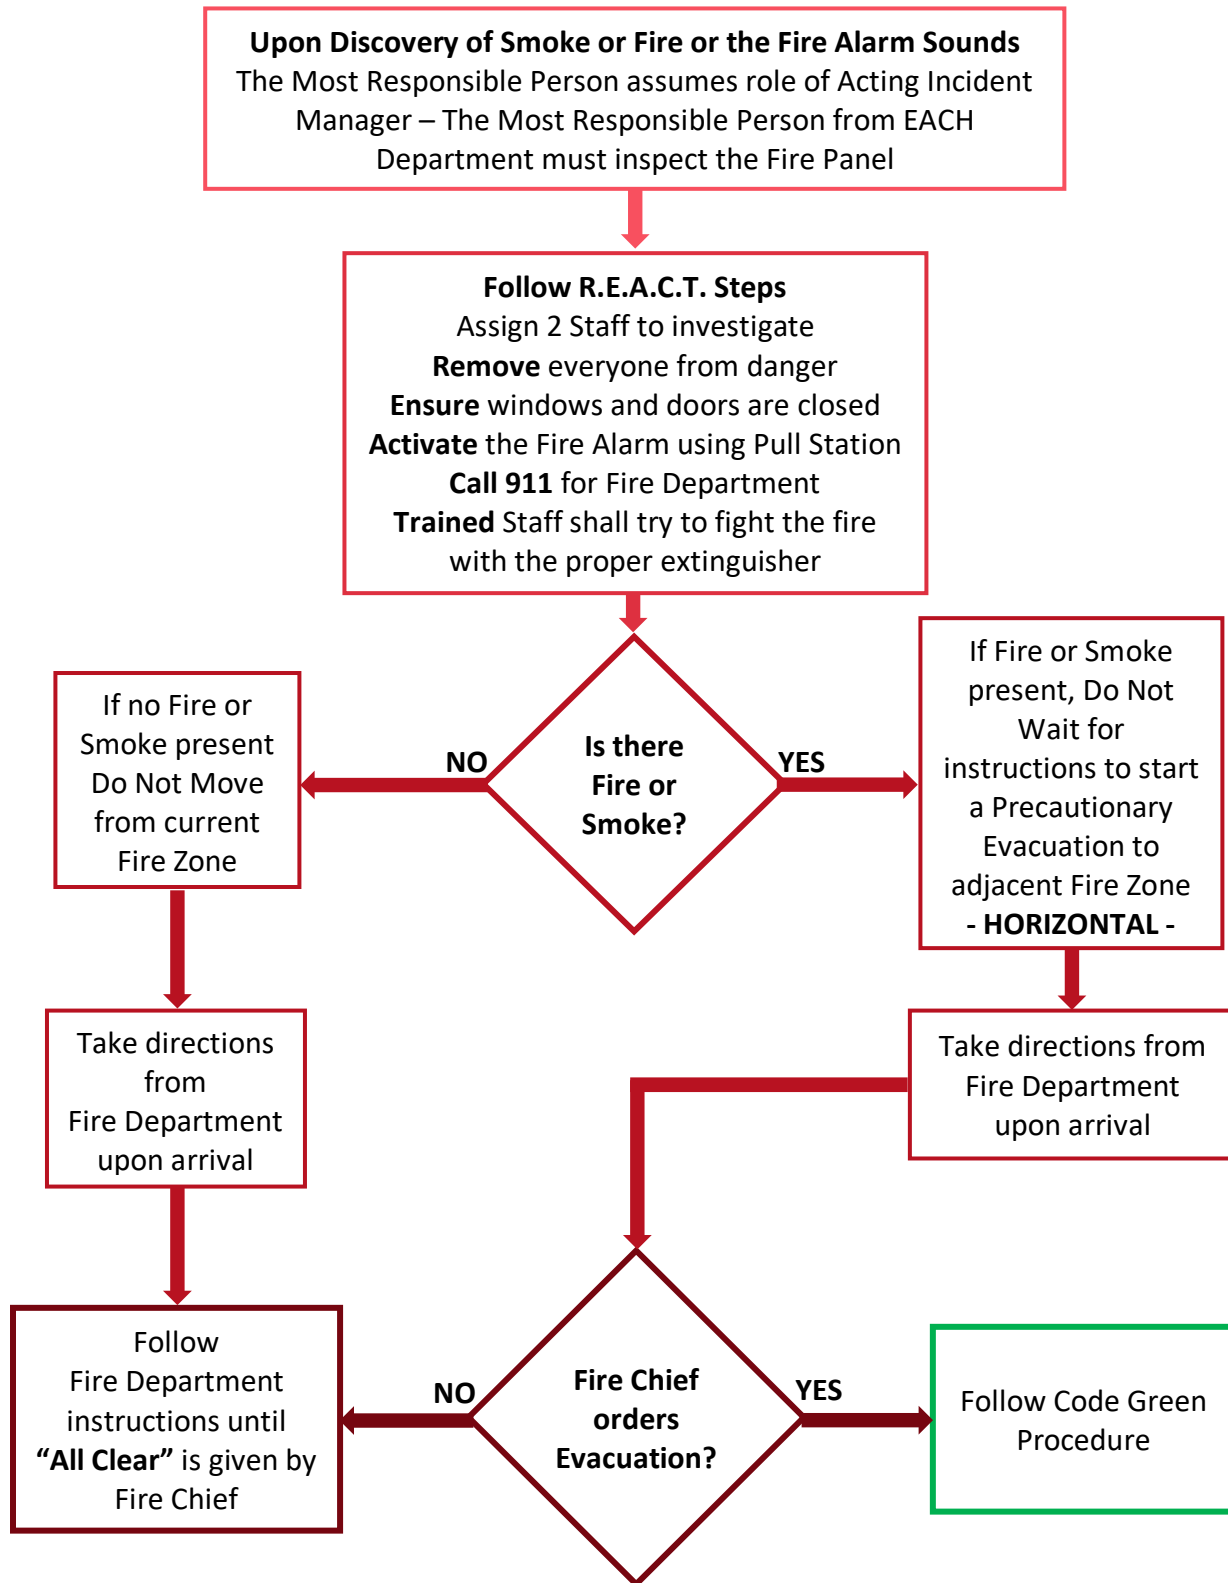 Upon Discovery of Smoke or Fire or the Fire Alarm Sounds
The Most Responsible Person assumes role of Acting Incident
Manager – The Most Responsible Person from EACH
Department must inspect the Fire Panel
Follow R.E.A.C.T. Steps
Assign 2 Staff to investigate
Remove everyone from danger
Ensure windows and doors are closed
Activate the Fire Alarm using Pull Station
Call 911 for Fire Department
Trained Staff shall try to fight the fire
with the proper extinguisher
Is there
Fire or
Smoke?
NO
YES
If no Fire or
Smoke present
Do Not Move
from current
Fire Zone
If Fire or Smoke
present, Do Not
Wait for
instructions to start
a Precautionary
Evacuation to
adjacent Fire Zone
- HORIZONTAL -
Take directions
from
Fire Department
upon arrival
Take directions from
Fire Department
upon arrival
Follow
Fire Department
instructions until
“All Clear” is given by
Fire Chief
NO
Fire Chief
orders
Evacuation?
YES
Follow Code Green
Procedure